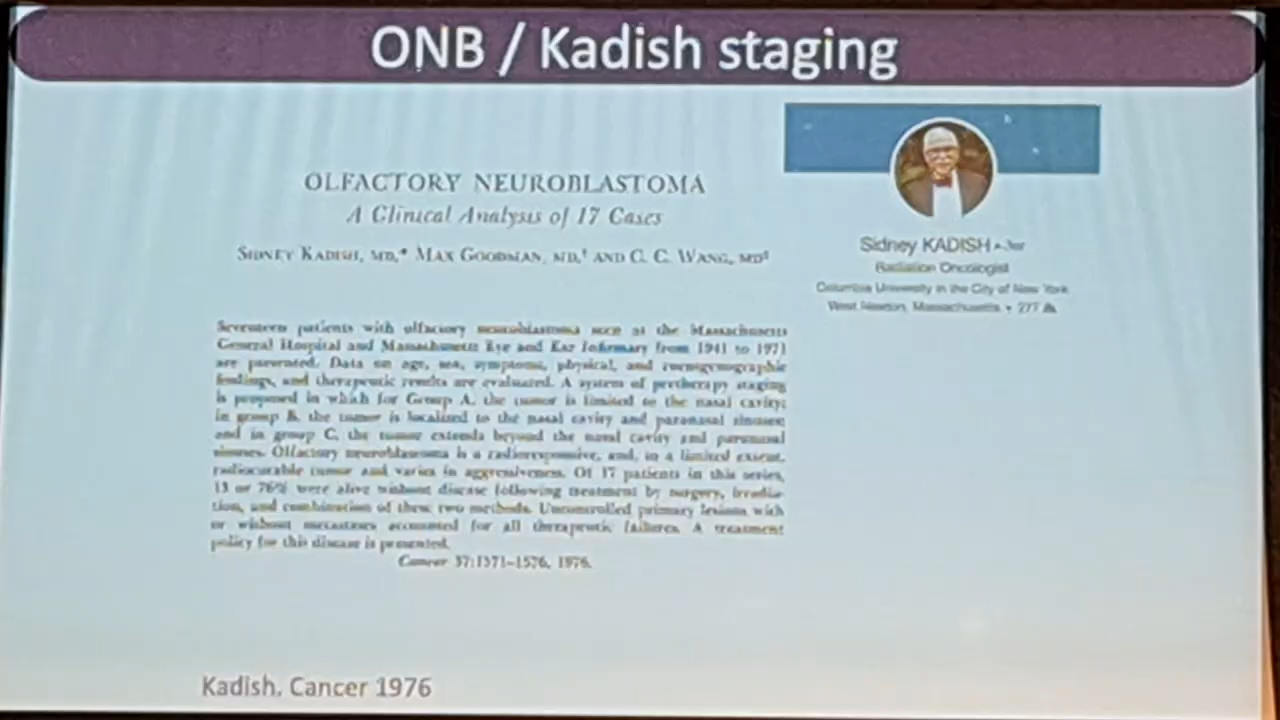 ONB / Kadish staging
OLFACTORY NEUROBLASTOMA
A Clinical Analysis of 17 Cases
SIDNEY KADISH, MD,* MAX GOODMAN, MD,† AND C. C. WANG, MD‡
Seventeen patients with olfactory neuroblastoma seen at the Massachusetts
General Hospital and Massachusetts Eye and Ear Infirmary from 1941 to 1971
are presented. Data on age, sex, symptoms, physical, and roentgenographic
findings, and therapeutic results are evaluated. A system of pretherapy staging
is proposed in which for Group A, the tumor is limited to the nasal cavity;
in group B, the tumor is localized to the nasal cavity and paranasal sinuses;
and in group C, the tumor extends beyond the nasal cavity and paranasal
sinuses. Olfactory neuroblastoma is a radioresponsive, and, to a limited extent,
radiocurable tumor and varies in aggressiveness. Of 17 patients in this series,
13 or 76% were alive without disease following treatment by surgery, irradia-
tion, and combination of these two methods. Uncontrolled primary lesions with
or without metastases accounted for all therapeutic failures. A treatment
policy for this disease is presented.
Cancer 37:1571–1576, 1976.
Sidney KADISH
Radiation Oncologist
Columbia University in the City of New York
West Newton, Massachusetts • 277
Kadish. Cancer 1976